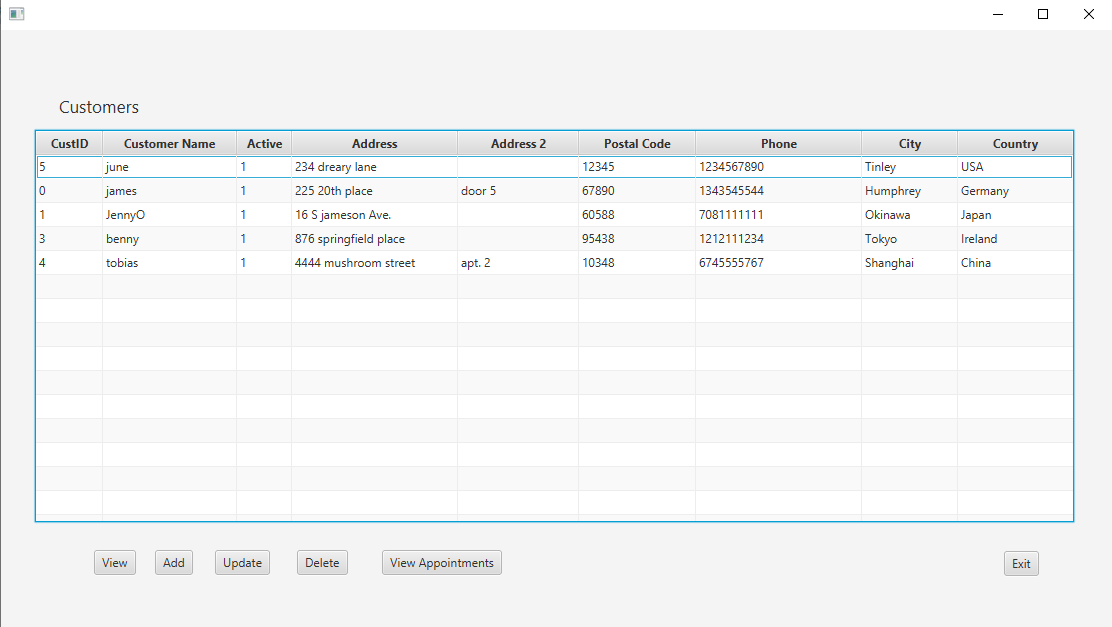 Customers
CustID Customer Name Active Address Address 2 Postal Code Phone City Country
5 june 1 234 dreary lane 12345 1234567890 Tinley USA
0 james 1 225 20th place door 5 67890 1343545544 Humphrey Germany
1 JennyO 1 16 S jameson Ave. 60588 7081111111 Okinawa Japan
3 benny 1 876 springfield place 95438 1212111234 Tokyo Ireland
4 tobias 1 4444 mushroom street apt. 2 10348 6745555767 Shanghai China
View Add Update Delete View Appointments Exit